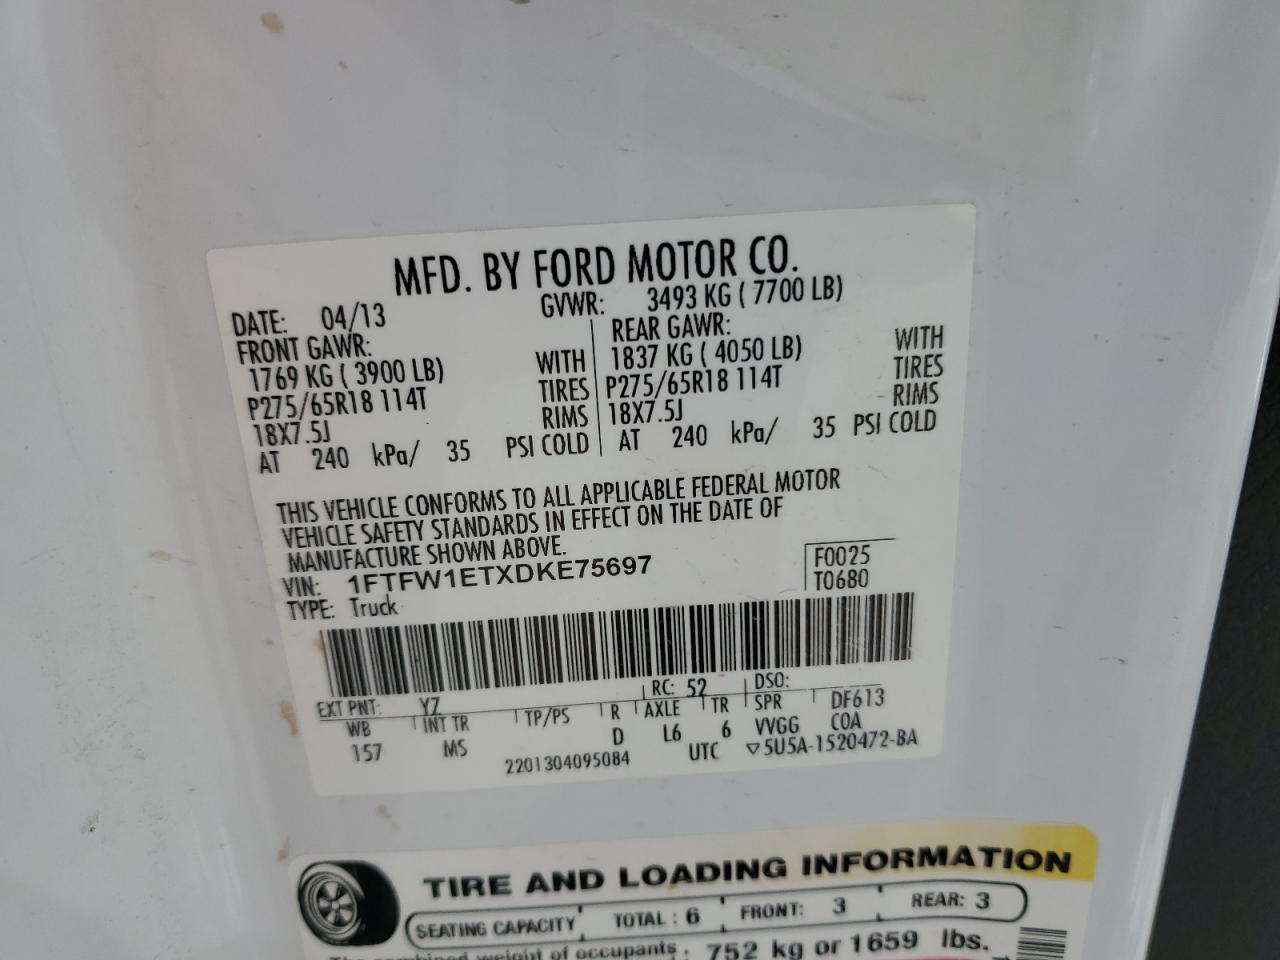 MFD. BY FORD MOTOR CO.
DATE: 04/13 GVWR: 3493 KG ( 7700 LB)
FRONT GAWR: REAR GAWR:
1769 KG ( 3900 LB) WITH 1837 KG ( 4050 LB) WITH
P275/65R18 114T TIRES P275/65R18 114T TIRES
18X7.5J RIMS 18X7.5J RIMS
AT 240 kPa/ 35 PSI COLD AT 240 kPa/ 35 PSI COLD
THIS VEHICLE CONFORMS TO ALL APPLICABLE FEDERAL MOTOR
VEHICLE SAFETY STANDARDS IN EFFECT ON THE DATE OF
MANUFACTURE SHOWN ABOVE.
VIN: 1FTFW1ETXDKE75697 F0025
TYPE: Truck T0680
EXT PNT: YZ RC: 52 DSO:
WB INT TR TP/PS R AXLE TR SPR DF613
157 MS D L6 6 VVGG COA
2201304095084 UTC ▽5U5A-1520472-BA
TIRE AND LOADING INFORMATION
SEATING CAPACITY TOTAL : 6 FRONT: 3 REAR: 3
The combined weight of occupants : 752 kg or 1659 lbs.